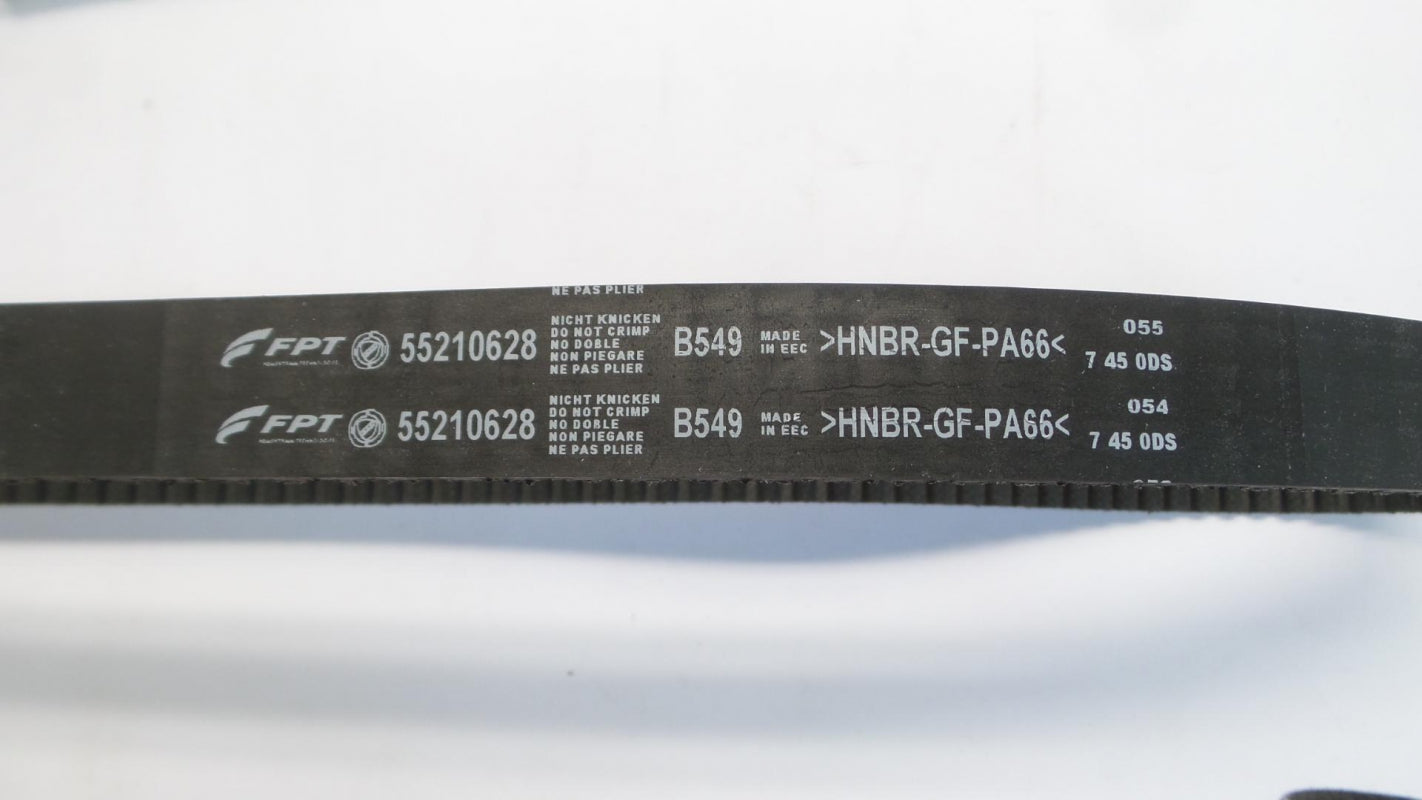 NE PAS PLIER
FPT 55210628 NICHT KNICKEN B549 MADE >HNBR-GF-PA66< 055
DO NOT CRIMP IN EEC 7 45 0DS
NO DOBLE
NON PIEGARE
NE PAS PLIER
FPT 55210628 NICHT KNICKEN B549 MADE >HNBR-GF-PA66< 054
DO NOT CRIMP IN EEC 7 45 0DS
NO DOBLE
NON PIEGARE
NE PAS PLIER